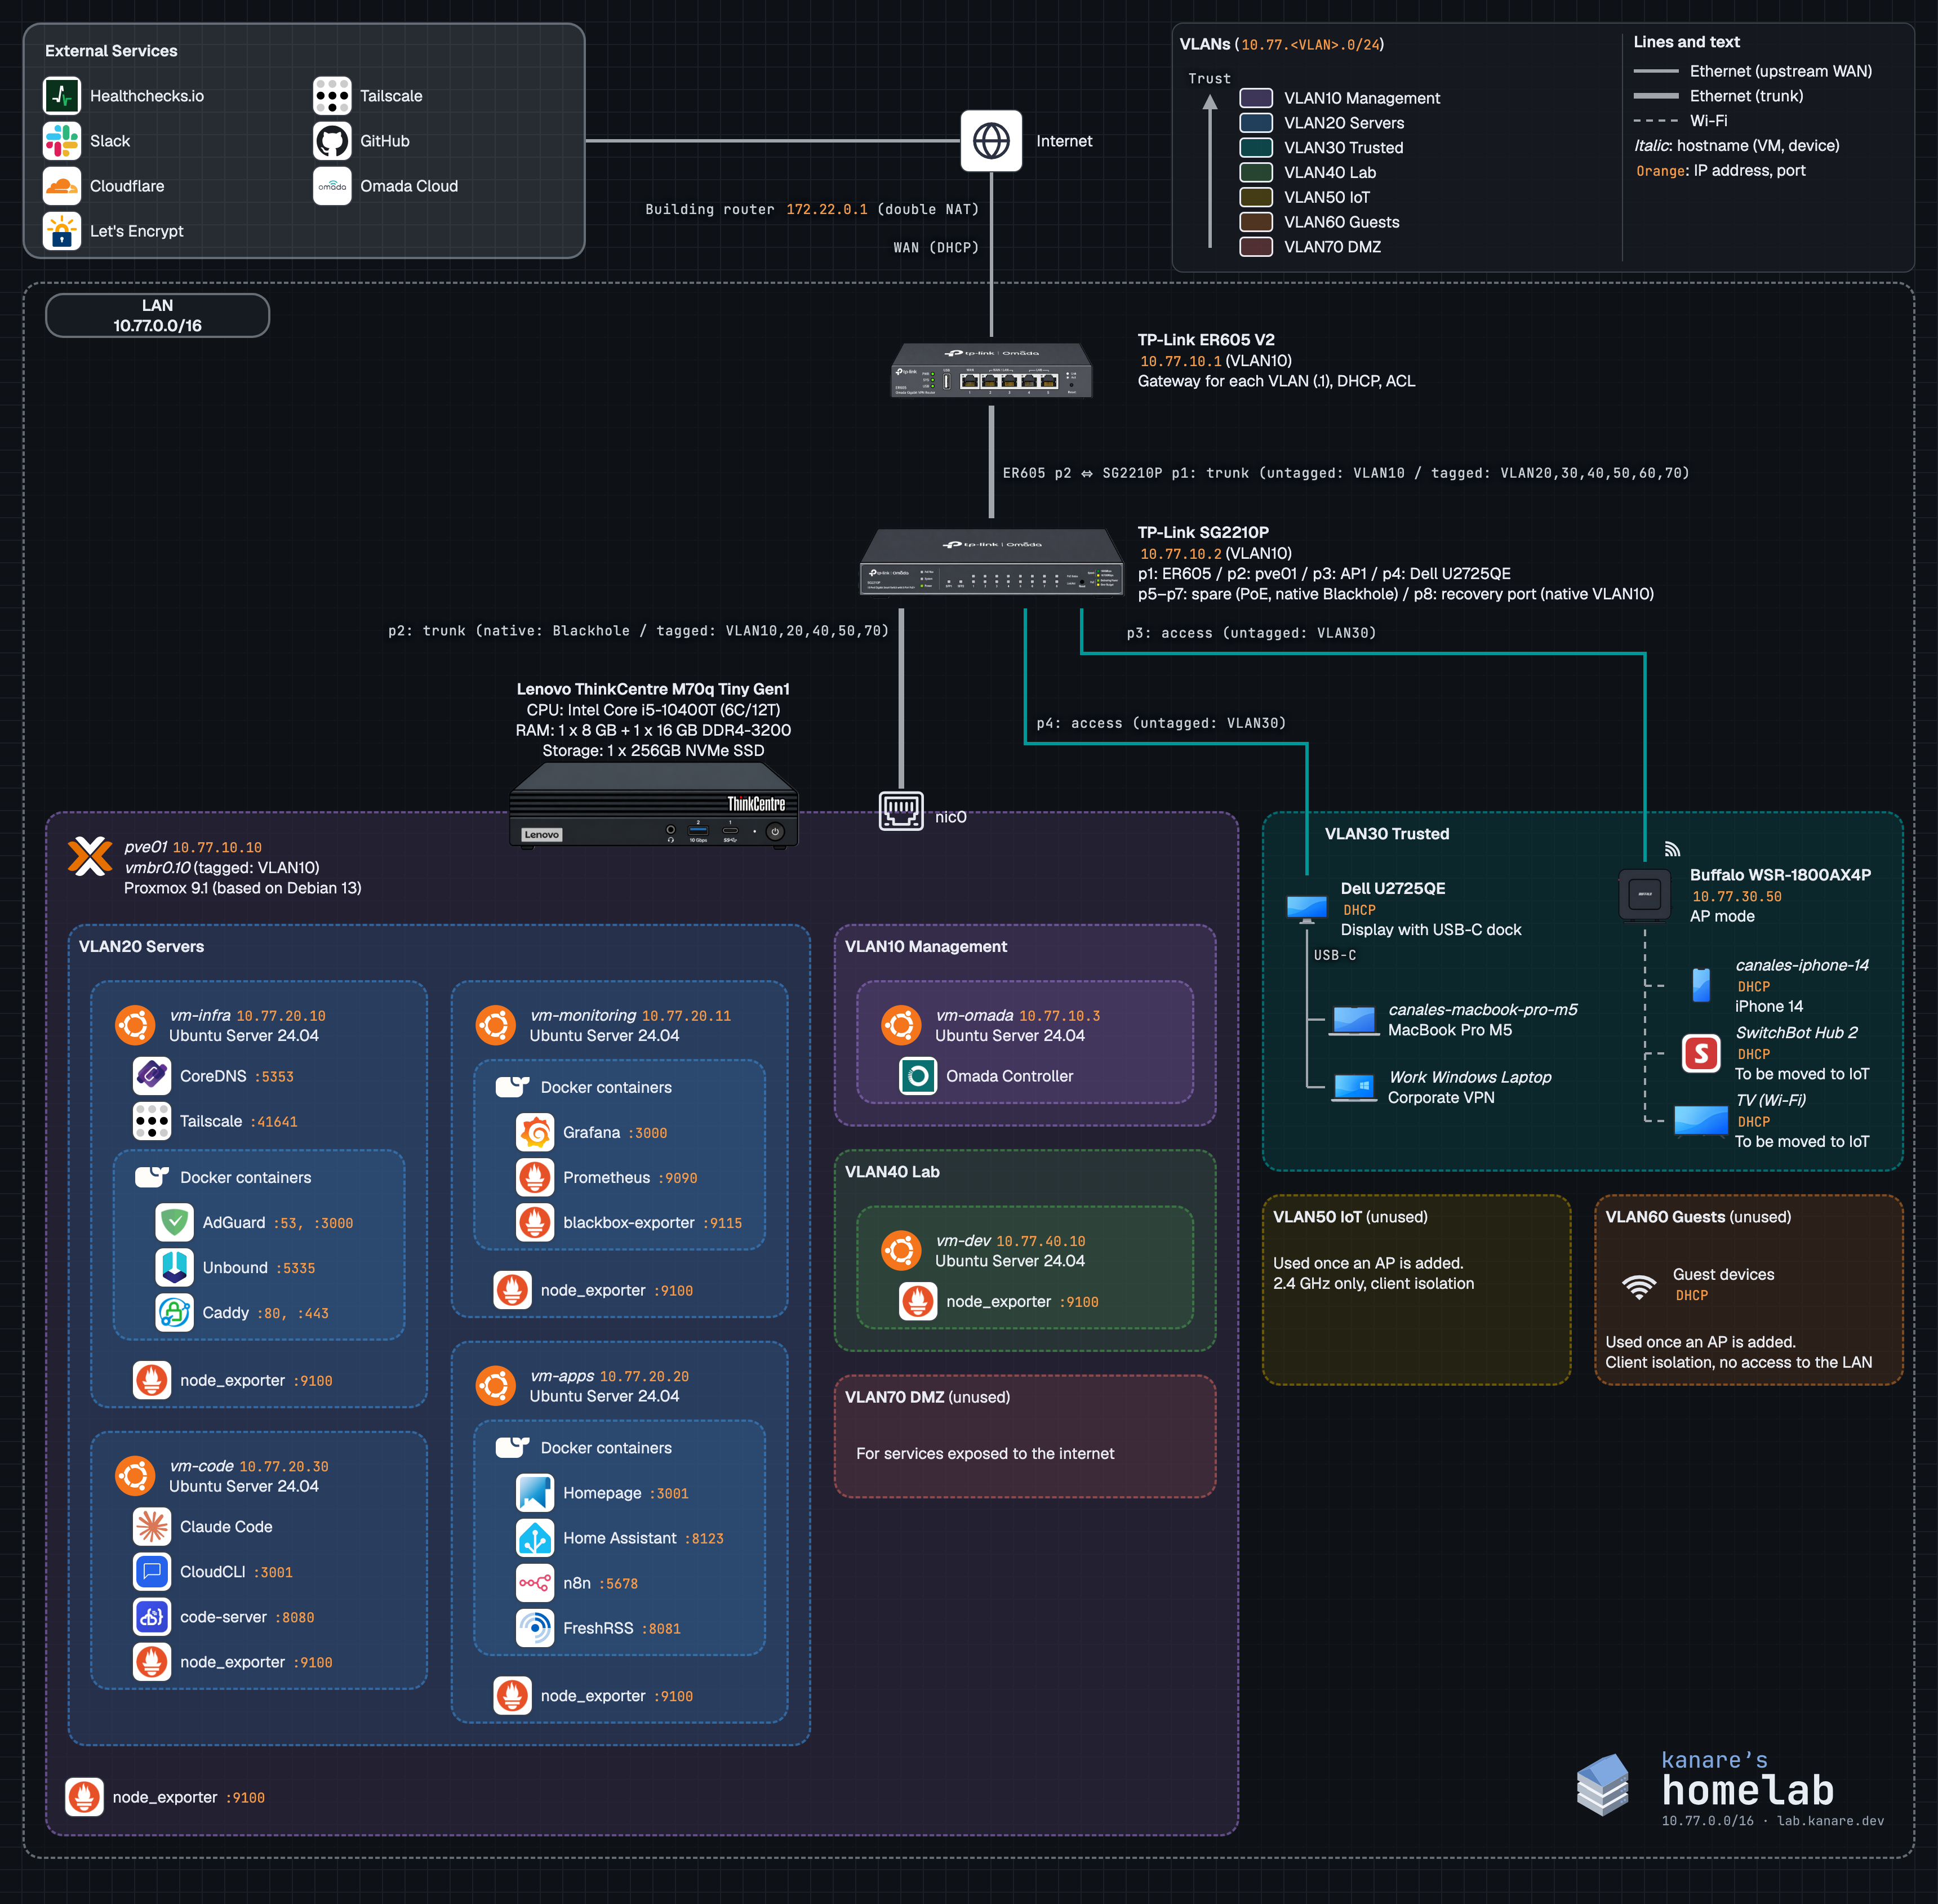 External Services
Healthchecks.io
Tailscale
Slack
GitHub
Cloudflare
omada
Omada Cloud
Let's Encrypt
Internet
Building router 172.22.0.1 (double NAT)
WAN (DHCP)
VLANs (10.77.<VLAN>.0/24)
Trust
VLAN10 Management
VLAN20 Servers
VLAN30 Trusted
VLAN40 Lab
VLAN50 IoT
VLAN60 Guests
VLAN70 DMZ
Lines and text
Ethernet (upstream WAN)
Ethernet (trunk)
Wi-Fi
Italic: hostname (VM, device)
Orange: IP address, port
LAN
10.77.0.0/16
tp-link | Omada
TP-Link ER605 V2
10.77.10.1 (VLAN10)
Gateway for each VLAN (.1), DHCP, ACL
ER605 p2 ⇔ SG2210P p1: trunk (untagged: VLAN10 / tagged: VLAN20,30,40,50,60,70)
tp-link | Omada
TP-Link SG2210P
10.77.10.2 (VLAN10)
p1: ER605 / p2: pve01 / p3: AP1 / p4: Dell U2725QE
p5–p7: spare (PoE, native Blackhole) / p8: recovery port (native VLAN10)
p2: trunk (native: Blackhole / tagged: VLAN10,20,40,50,70)
p3: access (untagged: VLAN30)
p4: access (untagged: VLAN30)
Lenovo ThinkCentre M70q Tiny Gen1
CPU: Intel Core i5-10400T (6C/12T)
RAM: 1 x 8 GB + 1 x 16 GB DDR4-3200
Storage: 1 x 256GB NVMe SSD
ThinkCentre
Lenovo
nic0
pve01 10.77.10.10
vmbr0.10 (tagged: VLAN10)
Proxmox 9.1 (based on Debian 13)
VLAN20 Servers
vm-infra 10.77.20.10
Ubuntu Server 24.04
CoreDNS :5353
Tailscale :41641
Docker containers
AdGuard :53, :3000
Unbound :5335
Caddy :80, :443
node_exporter :9100
vm-monitoring 10.77.20.11
Ubuntu Server 24.04
Docker containers
Grafana :3000
Prometheus :9090
blackbox-exporter :9115
node_exporter :9100
vm-code 10.77.20.30
Ubuntu Server 24.04
Claude Code
CloudCLI :3001
code-server :8080
node_exporter :9100
vm-apps 10.77.20.20
Ubuntu Server 24.04
Docker containers
Homepage :3001
Home Assistant :8123
n8n :5678
FreshRSS :8081
node_exporter :9100
node_exporter :9100
VLAN10 Management
vm-omada 10.77.10.3
Ubuntu Server 24.04
Omada Controller
VLAN40 Lab
vm-dev 10.77.40.10
Ubuntu Server 24.04
node_exporter :9100
VLAN70 DMZ (unused)
For services exposed to the internet
VLAN30 Trusted
Dell U2725QE
DHCP
Display with USB-C dock
USB-C
canales-macbook-pro-m5
MacBook Pro M5
Work Windows Laptop
Corporate VPN
Buffalo WSR-1800AX4P
10.77.30.50
AP mode
canales-iphone-14
DHCP
iPhone 14
SwitchBot Hub 2
DHCP
To be moved to IoT
TV (Wi-Fi)
DHCP
To be moved to IoT
VLAN50 IoT (unused)
Used once an AP is added.
2.4 GHz only, client isolation
VLAN60 Guests (unused)
Guest devices
DHCP
Used once an AP is added.
Client isolation, no access to the LAN
kanare's
homelab
10.77.0.0/16 · lab.kanare.dev